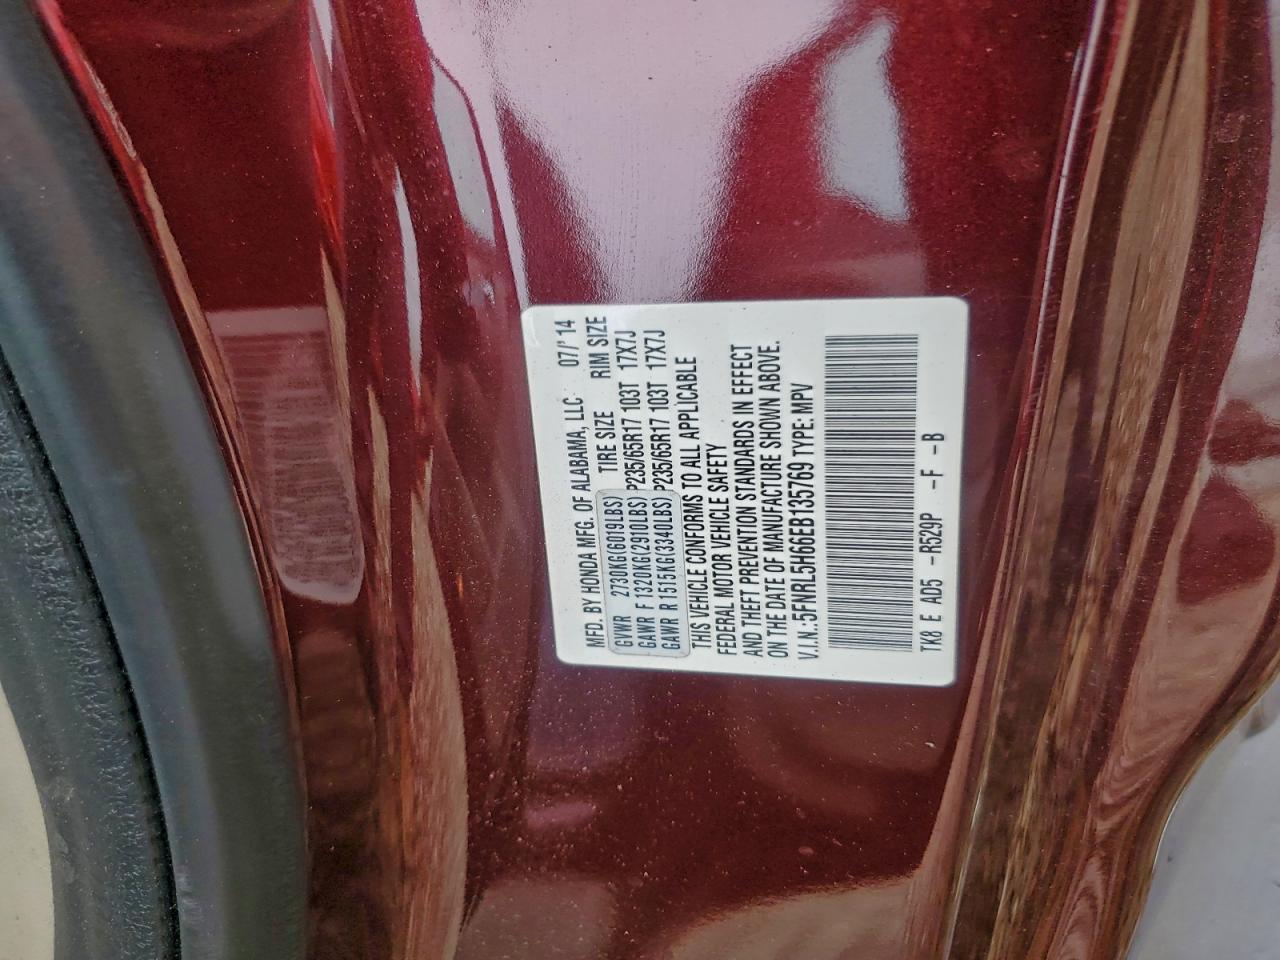 MFD. BY HONDA MFG. OF ALABAMA, LLC 07/'14
TIRE SIZE RIM SIZE
GVWR 2730KG(6019LBS)
GAWR F 1320KG(2910LBS) P235/65R17 103T 17X7J
GAWR R 1515KG(3340LBS) P235/65R17 103T 17X7J
THIS VEHICLE CONFORMS TO ALL APPLICABLE
FEDERAL MOTOR VEHICLE SAFETY
AND THEFT PREVENTION STANDARDS IN EFFECT
ON THE DATE OF MANUFACTURE SHOWN ABOVE.
V.I.N.:5FNRL5H66EB135769 TYPE: MPV
TK8 E AD5 -R529P -F -B